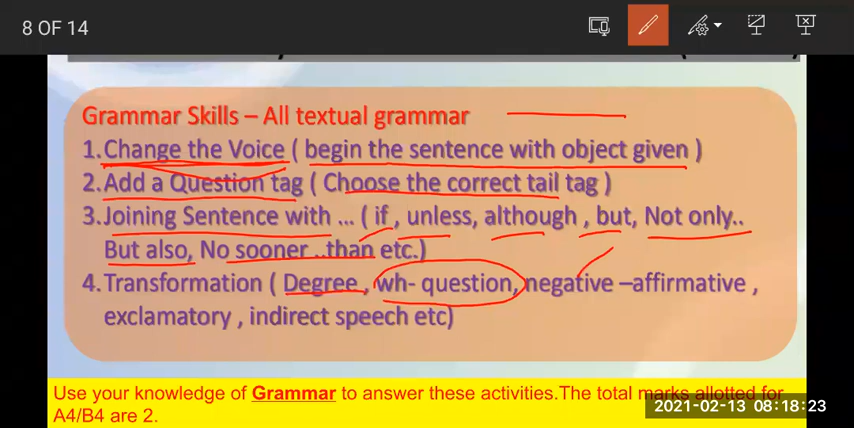 8 OF 14
Grammar Skills – All textual grammar
1.Change the Voice ( begin the sentence with object given )
2.Add a Question tag ( Choose the correct tail tag )
3.Joining Sentence with ... ( if , unless, although , but, Not only..
But also, No sooner ..than etc.)
4.Transformation ( Degree , wh- question, negative –affirmative ,
exclamatory , indirect speech etc)
Use your knowledge of Grammar to answer these activities.The total marks allotted for
A4/B4 are 2.
2021-02-13 08:18:23